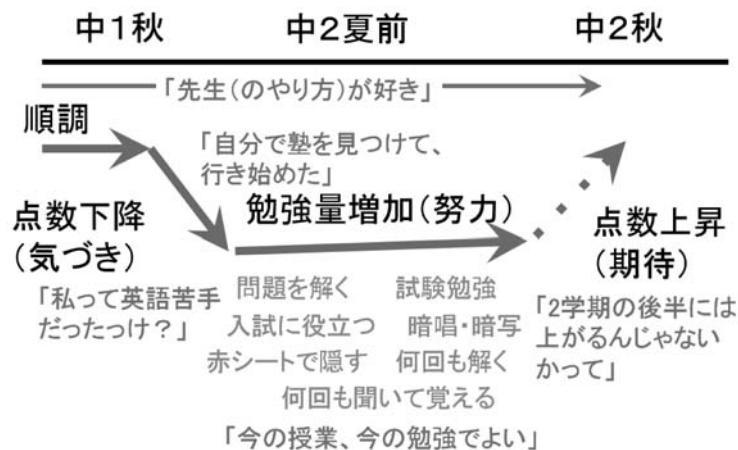 中1秋
中2夏前
中2秋
「先生(のやり方)が好き」
順調
「自分で塾を見つけて、
行き始めた」
点数下降
(気づき)
勉強量増加(努力)
点数上昇
(期待)
「私って英語苦手
だったっけ?」
問題を解く
試験勉強
入試に役立つ
暗唱・暗写
赤シートで隠す
何回も解く
何回も聞いて覚える
「2学期の後半には
上がるんじゃない
かって」
「今の授業、今の勉強でよい」